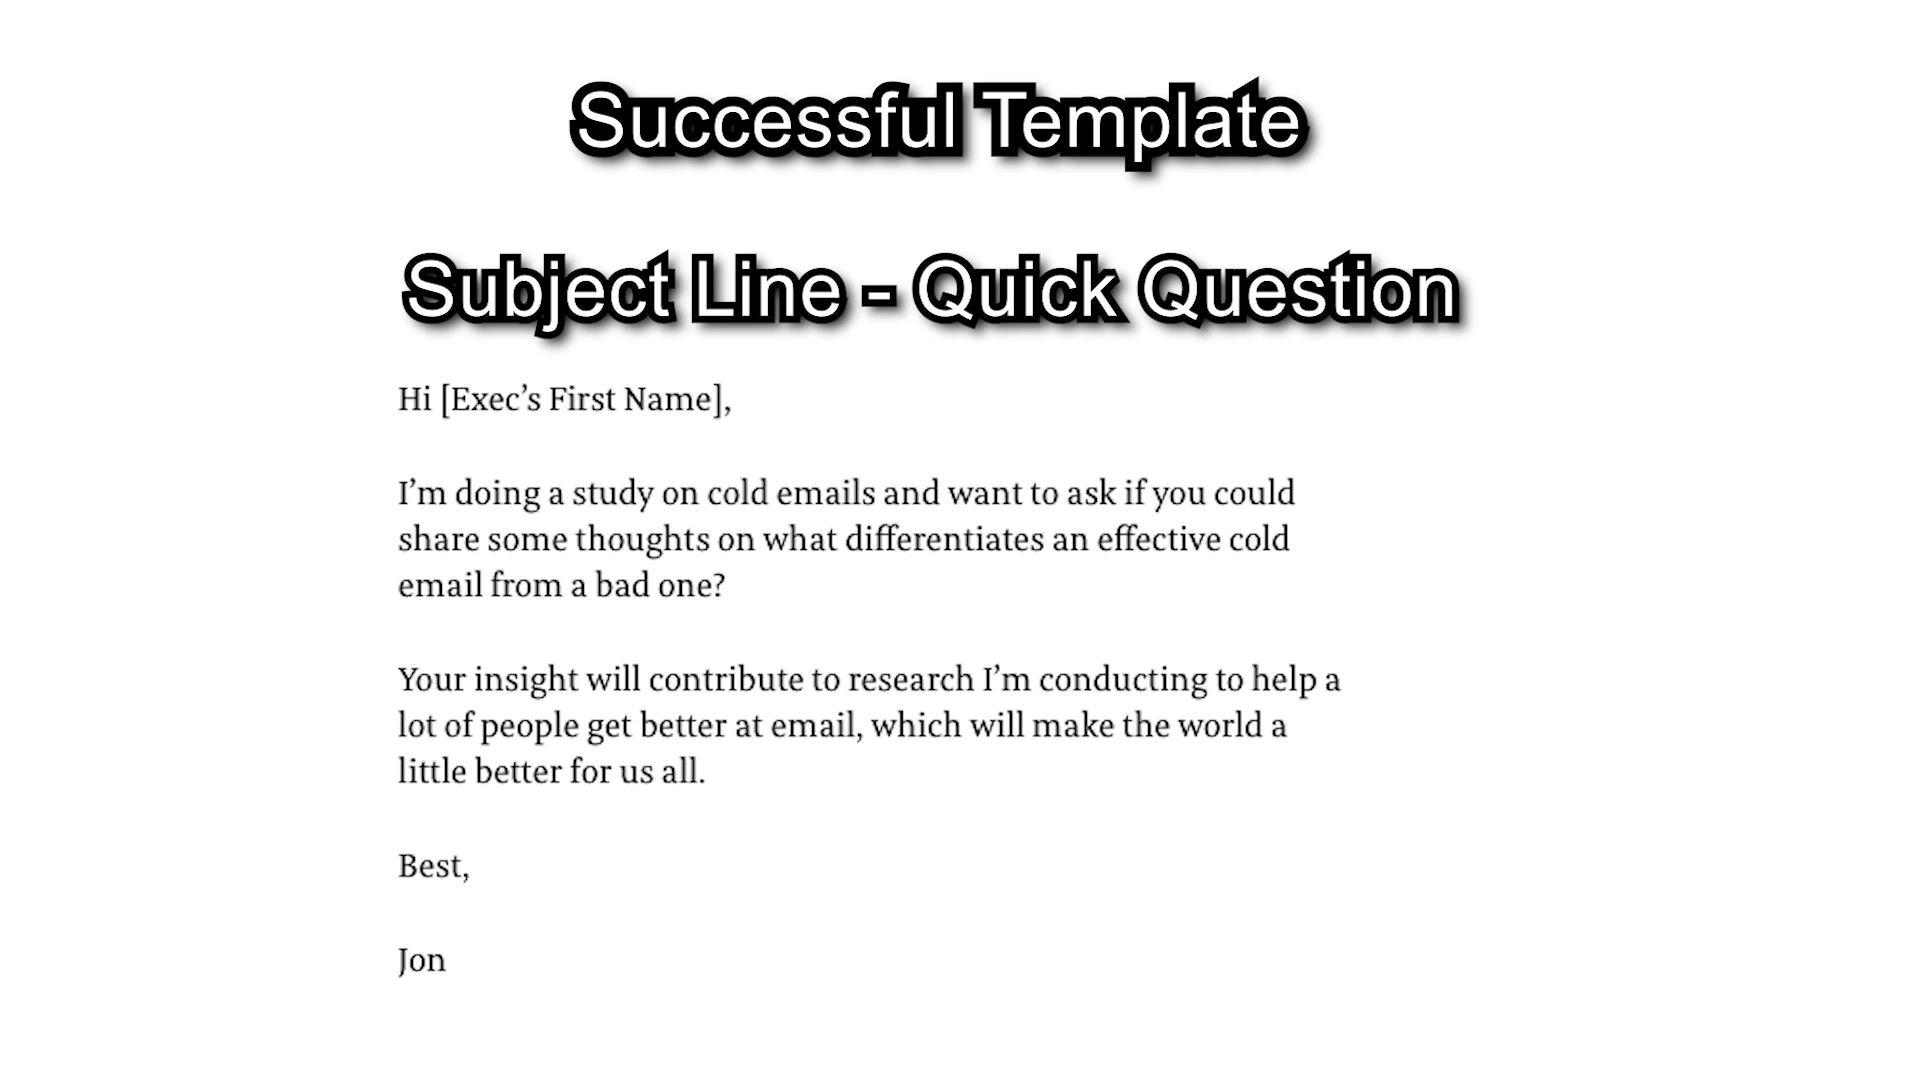 Successful Template
Subject Line - Quick Question
Hi [Exec’s First Name],
I’m doing a study on cold emails and want to ask if you could
share some thoughts on what differentiates an effective cold
email from a bad one?
Your insight will contribute to research I’m conducting to help a
lot of people get better at email, which will make the world a
little better for us all.
Best,
Jon